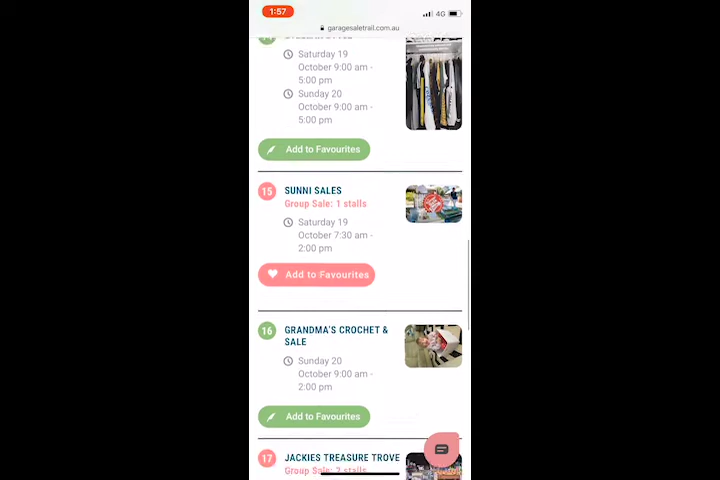 1:57
4G
garagesaletrail.com.au
Saturday 19
October 9:00 am -
5:00 pm
Sunday 20
October 9:00 am -
5:00 pm
Add to Favourites
15
SUNNI SALES
Group Sale: 1 stalls
Saturday 19
October 7:30 am -
2:00 pm
Add to Favourites
16
GRANDMA'S CROCHET &
SALE
Sunday 20
October 9:00 am -
2:00 pm
Add to Favourites
17
JACKIES TREASURE TROVE
Group Sale: 2 stalls